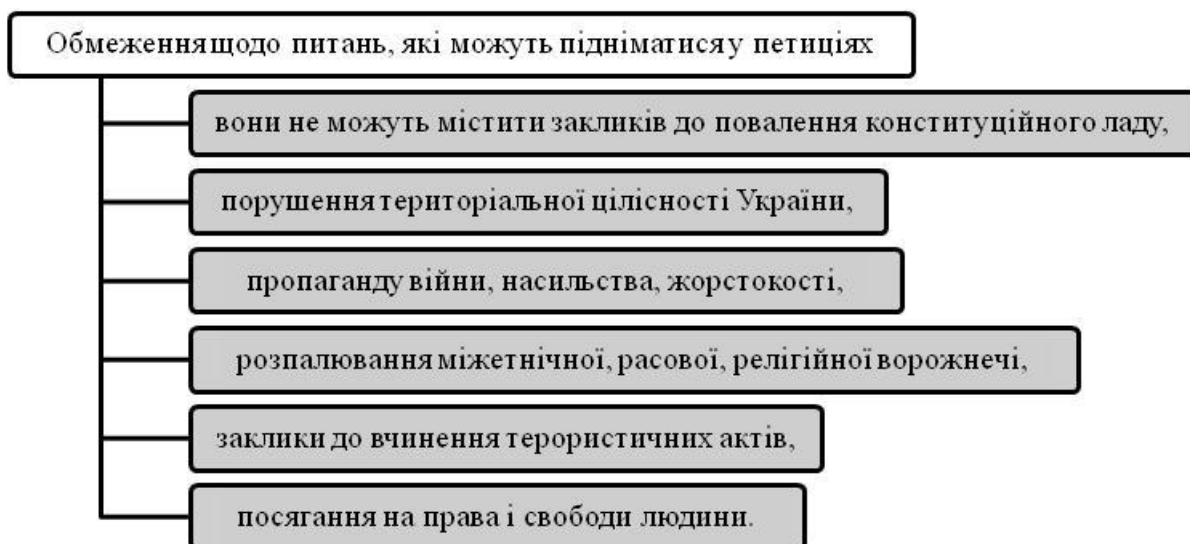 Обмеження щодо питань, які можуть підніматися у петиціях
вони не можуть містити закликів до повалення конституційного ладу,
порушення територіальної цілісності України,
пропаганду війни, насильства, жорстокості,
розпалювання міжетнічної, расової, релігійної ворожнечі,
заклики до вчинення терористичних актів,
посягання на права і свободи людини.